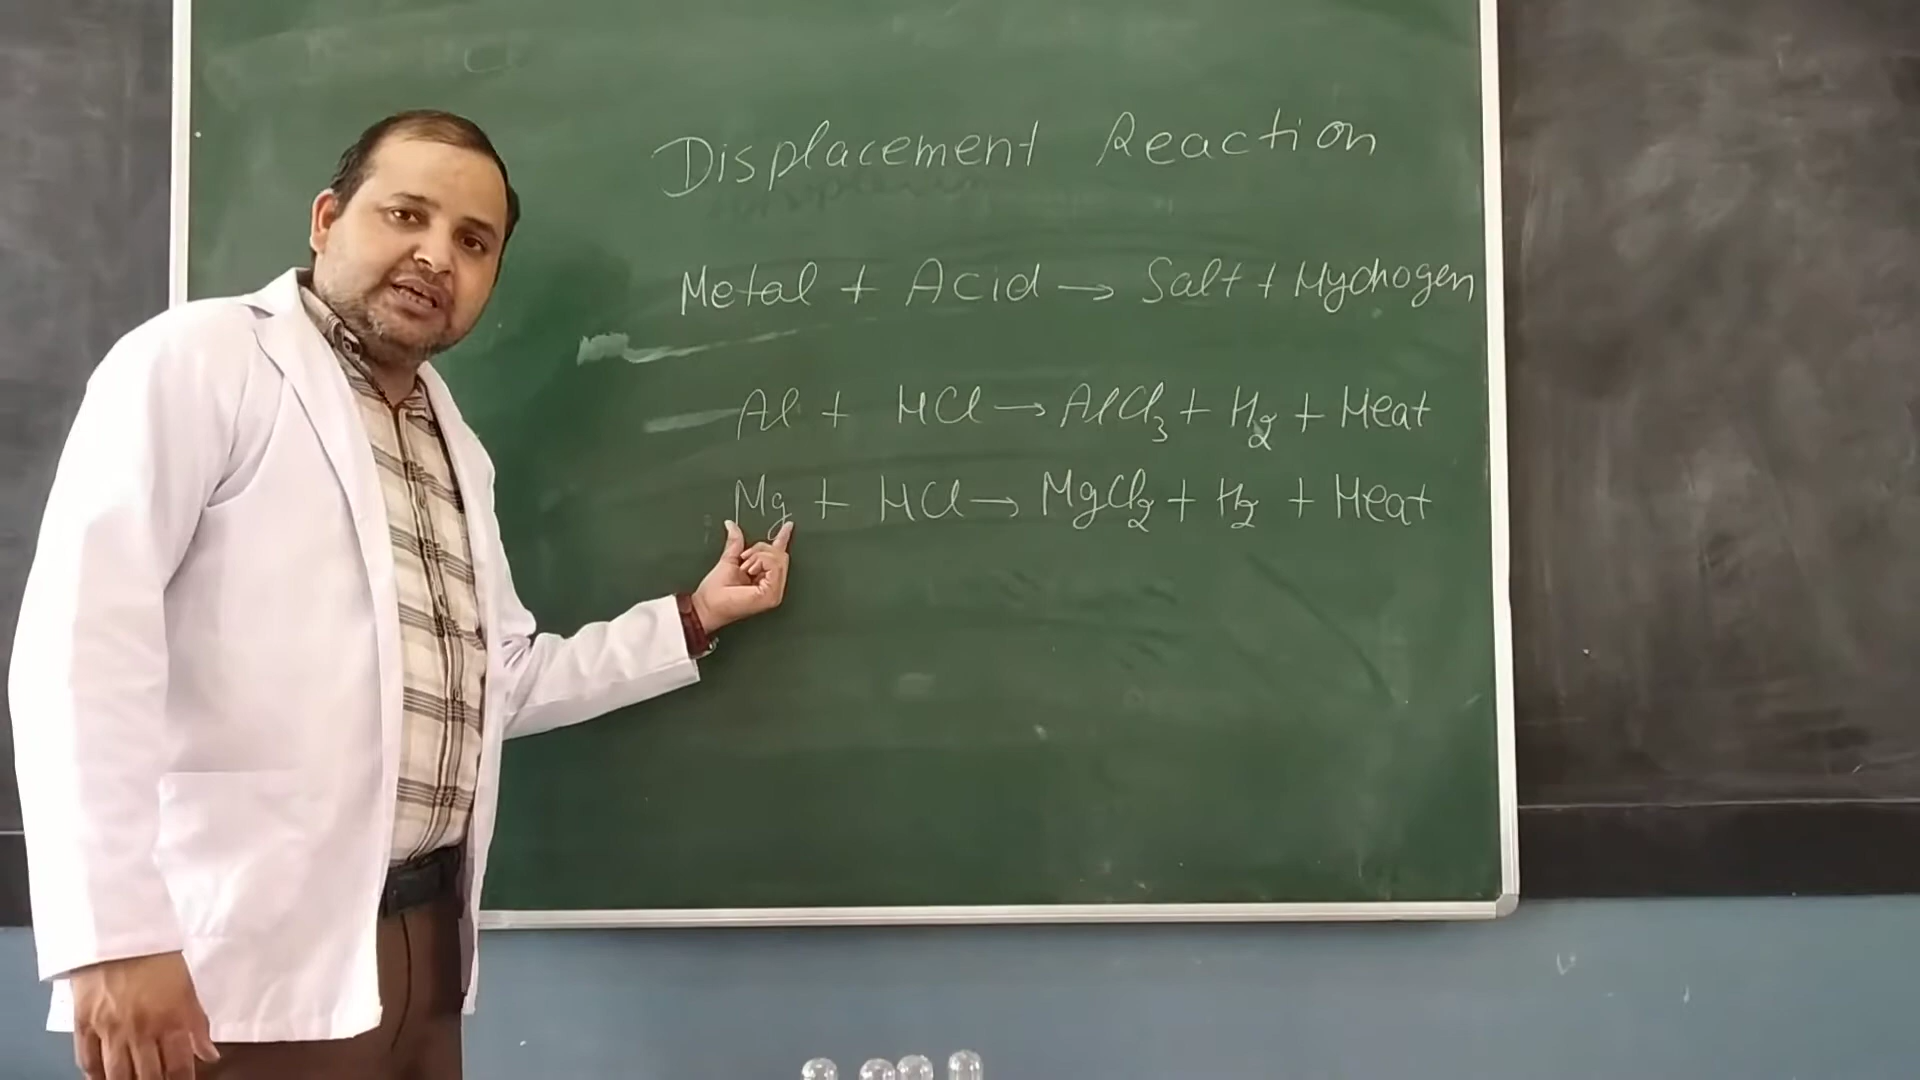 Displacement Reaction
Metal + Acid → Salt + Hydrogen
Al + HCl → AlCl₃ + H₂ + Heat
Mg + HCl → MgCl₂ + H₂ + Heat